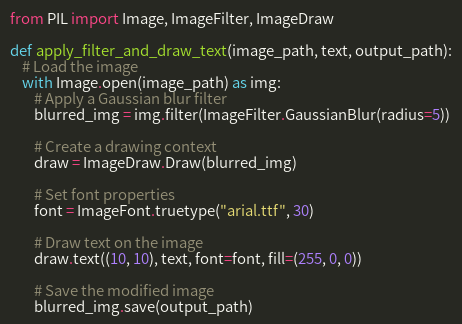 from PIL import Image, ImageFilter, ImageDraw
def apply_filter_and_draw_text(image_path, text, output_path):
# Load the image
with Image.open(image_path) as img:
# Apply a Gaussian blur filter
blurred_img = img.filter(ImageFilter.GaussianBlur(radius=5))
# Create a drawing context
draw = ImageDraw.Draw(blurred_img)
# Set font properties
font = ImageFont.truetype("arial.ttf", 30)
# Draw text on the image
draw.text((10, 10), text, font=font, fill=(255, 0, 0))
# Save the modified image
blurred_img.save(output_path)